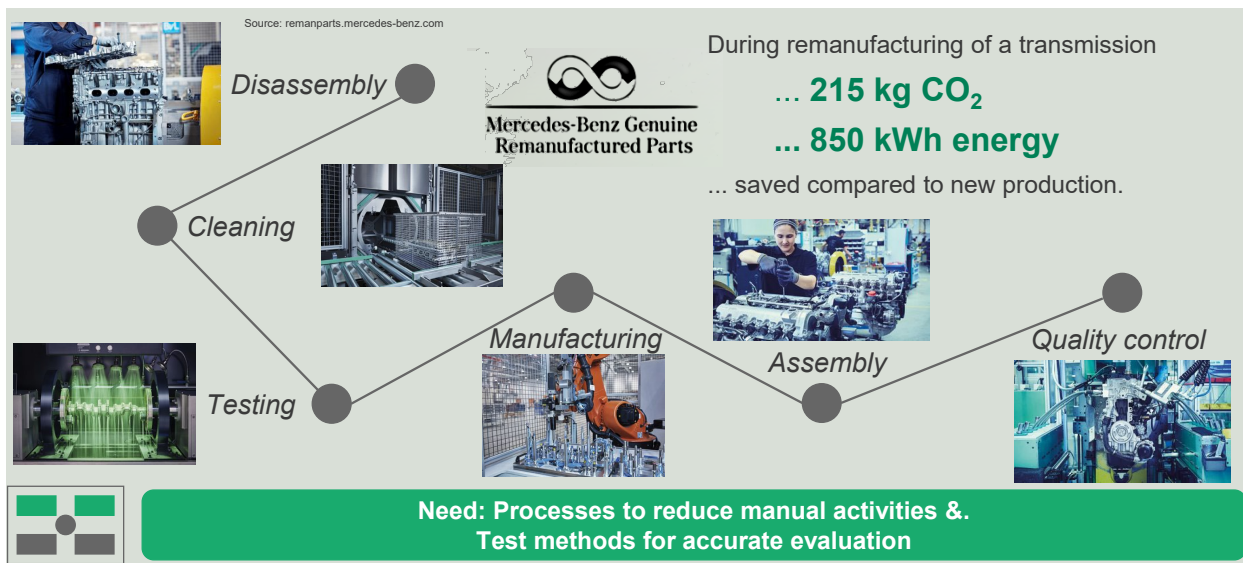 Source: remanparts.mercedes-benz.com
Disassembly
Mercedes-Benz Genuine
Remanufactured Parts
During remanufacturing of a transmission
... 215 kg CO₂
... 850 kWh energy
... saved compared to new production.
Cleaning
Testing
Manufacturing
Assembly
Quality control
Need: Processes to reduce manual activities &.
Test methods for accurate evaluation